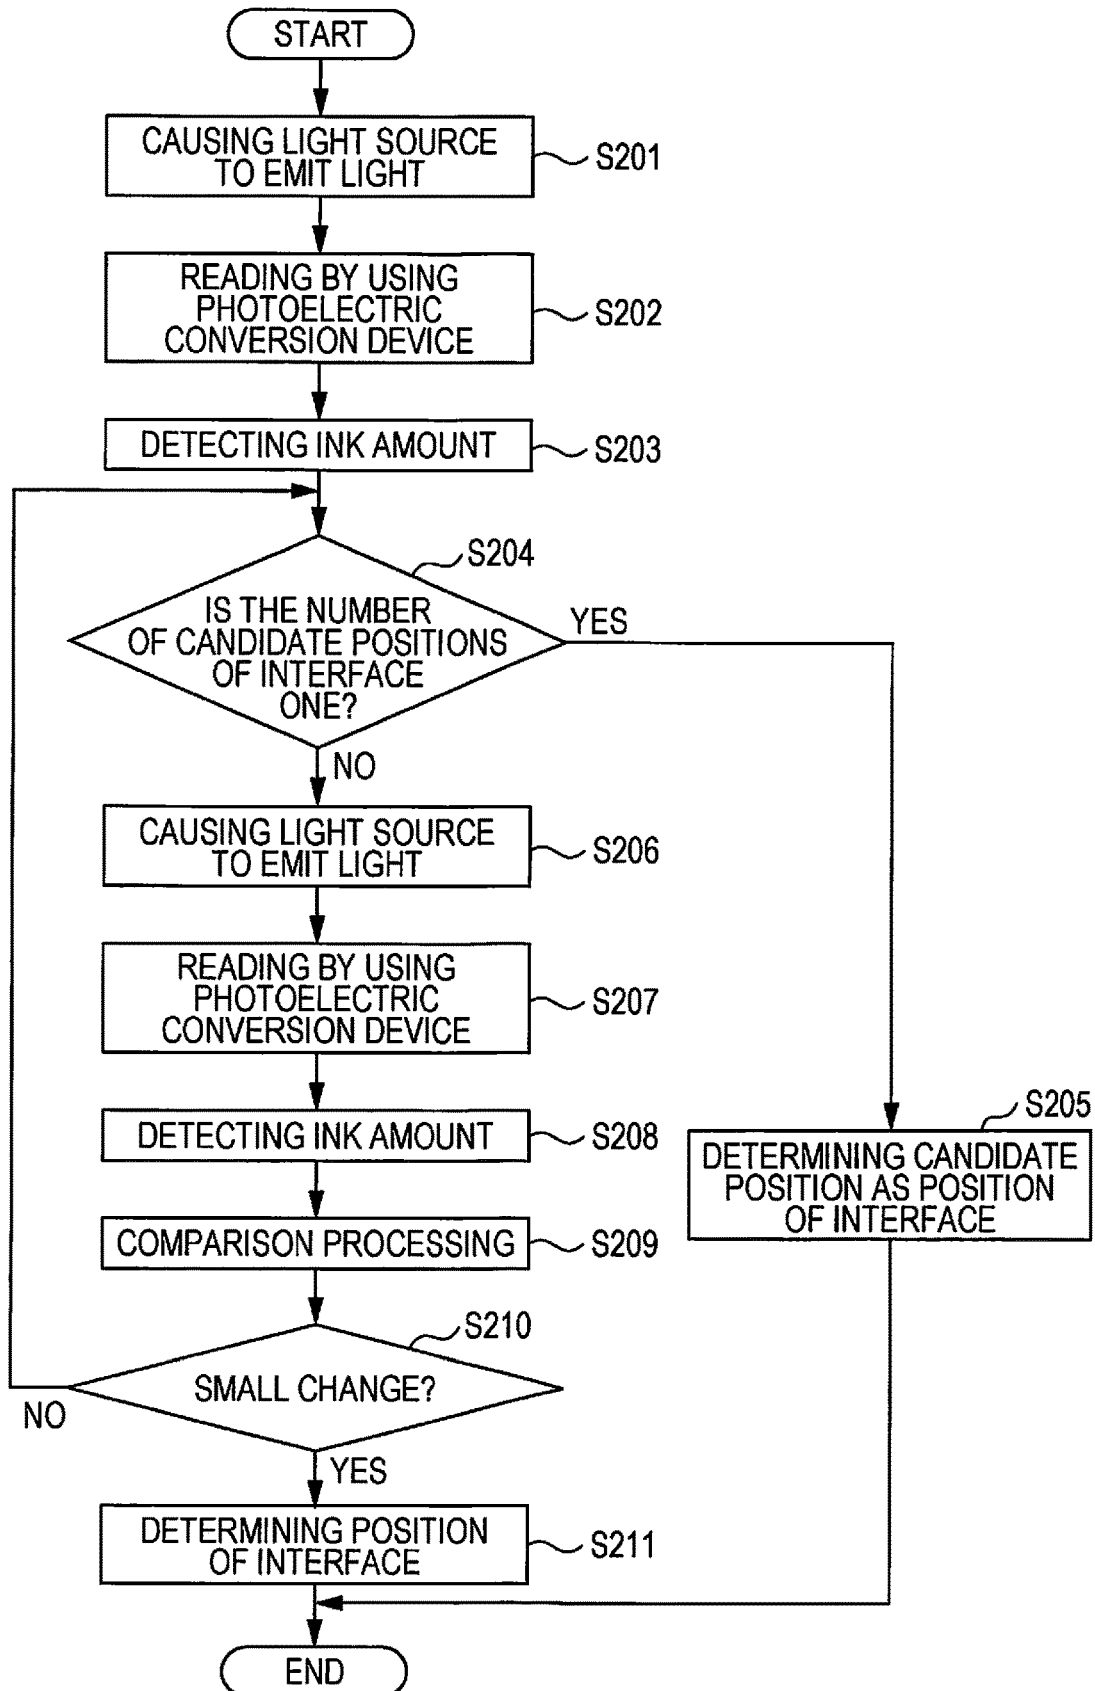 START
CAUSING LIGHT SOURCE
TO EMIT LIGHT
S201
READING BY USING
PHOTOELECTRIC
CONVERSION DEVICE
S202
DETECTING INK AMOUNT
S203
S204
IS THE NUMBER
OF CANDIDATE POSITIONS
OF INTERFACE
ONE?
YES
NO
CAUSING LIGHT SOURCE
TO EMIT LIGHT
S206
READING BY USING
PHOTOELECTRIC
CONVERSION DEVICE
S207
DETECTING INK AMOUNT
S208
S205
DETERMINING CANDIDATE
POSITION AS POSITION
OF INTERFACE
COMPARISON PROCESSING
S209
S210
SMALL CHANGE?
NO
YES
DETERMINING POSITION
OF INTERFACE
S211
END